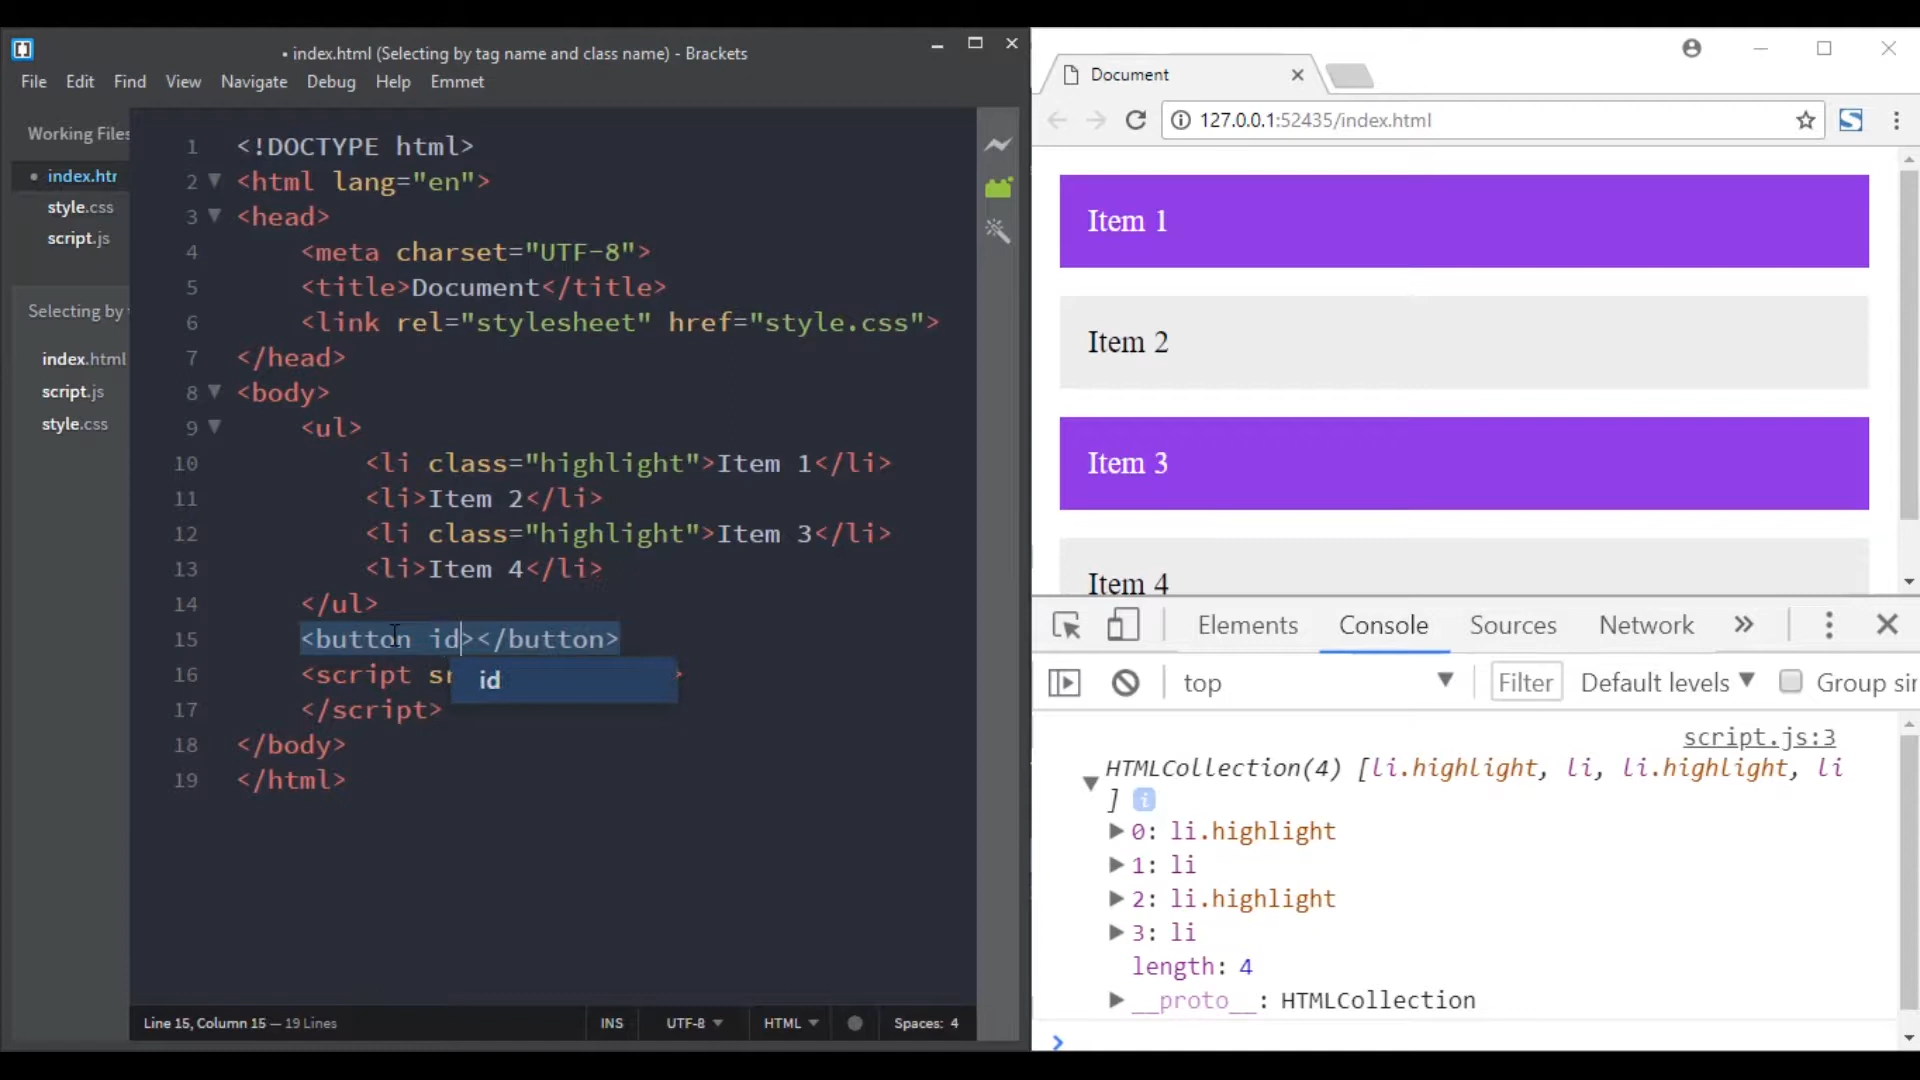 • index.html (Selecting by tag name and class name) - Brackets
File Edit Find View Navigate Debug Help Emmet
Working Files
• index.htr
style.css
script.js
Selecting by
index.html
script.js
style.css
1 <!DOCTYPE html>
2 <html lang="en">
3 <head>
4 <meta charset="UTF-8">
5 <title>Document</title>
6 <link rel="stylesheet" href="style.css">
7 </head>
8 <body>
9 <ul>
10 <li class="highlight">Item 1</li>
11 <li>Item 2</li>
12 <li class="highlight">Item 3</li>
13 <li>Item 4</li>
14 </ul>
15 <button id></button>
16 <script sr >
id
17 </script>
18 </body>
19 </html>
Line 15, Column 15 — 19 Lines INS UTF-8 HTML Spaces: 4
Document
127.0.0.1:52435/index.html
Item 1
Item 2
Item 3
Item 4
Elements Console Sources Network »
top Filter Default levels Group sir
script.js:3
HTMLCollection(4) [li.highlight, li, li.highlight, li
]
0: li.highlight
1: li
2: li.highlight
3: li
length: 4
__proto__: HTMLCollection